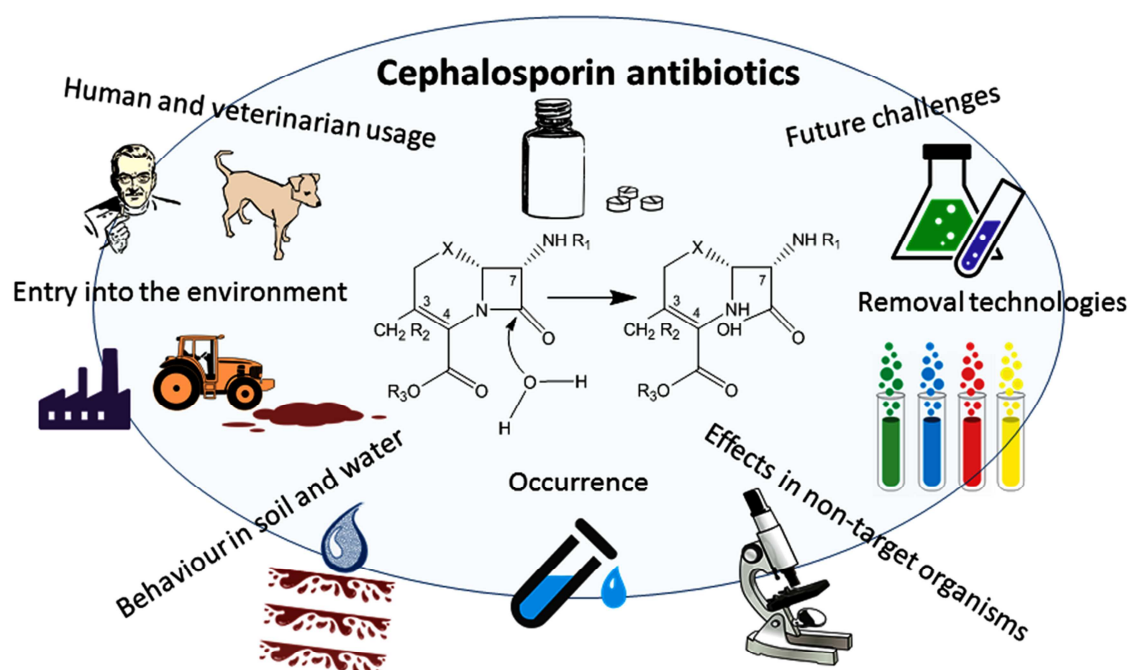 Cephalosporin antibiotics
Human and veterinarian usage
Future challenges
X
NH R₁
7
3
4
N
CH₂ R₂
O
R₃O
O
O
H
H
X
NH R₁
7
3
4
NH
OH
CH₂ R₂
O
R₃O
O
Entry into the environment
Removal technologies
Behaviour in soil and water
Occurrence
Effects in non-target organisms